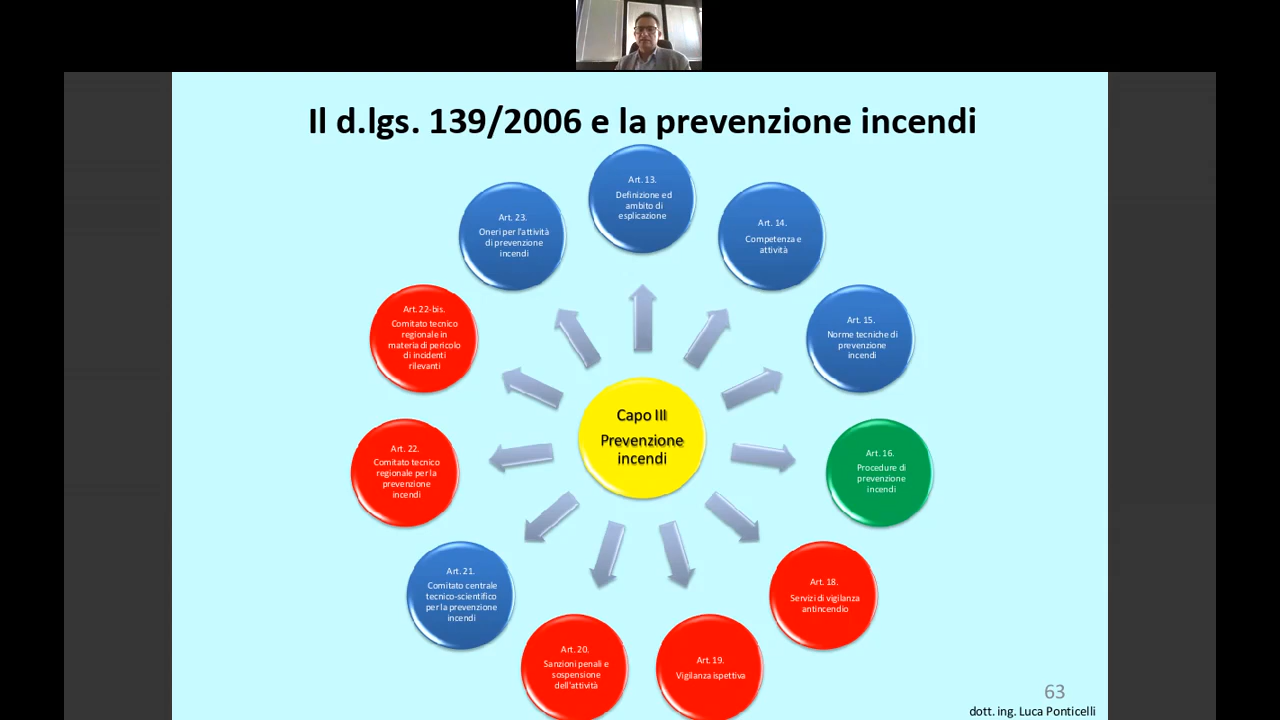 Il d.lgs. 139/2006 e la prevenzione incendi
Art. 13.
Definizione ed
ambito di
esplicazione
Art. 14.
Competenza e
attività
Art. 15.
Norme tecniche di
prevenzione
incendi
Art. 16.
Procedure di
prevenzione
incendi
Art. 18.
Servizi di vigilanza
antincendio
Art. 19.
Vigilanza ispettiva
Art. 20.
Sanzioni penali e
sospensione
dell'attività
Art. 21.
Comitato centrale
tecnico-scientifico
per la prevenzione
incendi
Art. 22.
Comitato tecnico
regionale per la
prevenzione
incendi
Art. 22-bis.
Comitato tecnico
regionale in
materia di pericolo
di incidenti
rilevanti
Art. 23.
Oneri per l'attività
di prevenzione
incendi
Capo III
Prevenzione
incendi
63
dott. ing. Luca Ponticelli